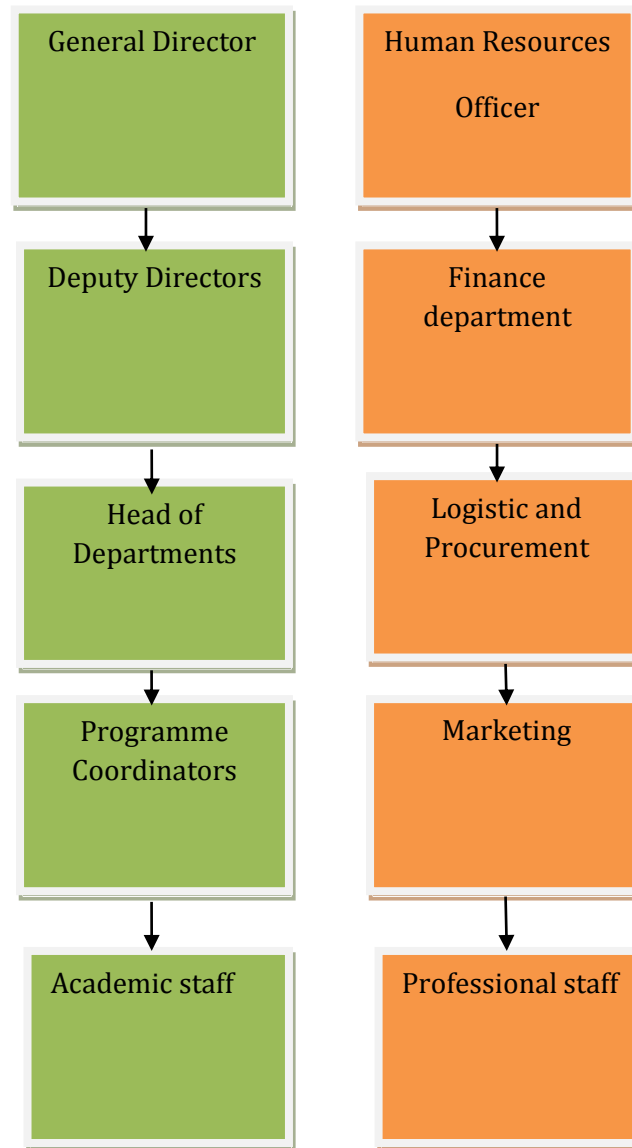 General Director
Human Resources
Officer
Deputy Directors
Finance
department
Head of
Departments
Logistic and
Procurement
Programme
Coordinators
Marketing
Academic staff
Professional staff